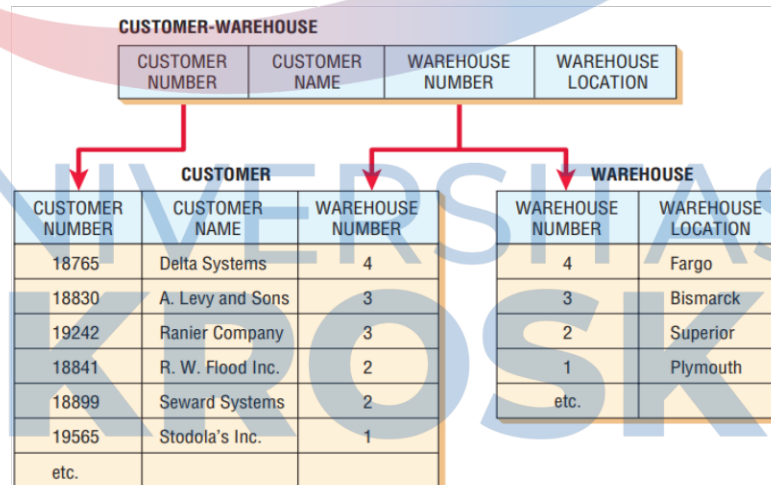 CUSTOMER-WAREHOUSE
CUSTOMER NUMBER CUSTOMER NAME WAREHOUSE NUMBER WAREHOUSE LOCATION
CUSTOMER
CUSTOMER NUMBER CUSTOMER NAME WAREHOUSE NUMBER
18765 Delta Systems 4
18830 A. Levy and Sons 3
19242 Ranier Company 3
18841 R. W. Flood Inc. 2
18899 Seward Systems 2
19565 Stodola's Inc. 1
etc.
WAREHOUSE
WAREHOUSE NUMBER WAREHOUSE LOCATION
4 Fargo
3 Bismarck
2 Superior
1 Plymouth
etc.
NIVERSITAS
KROSK